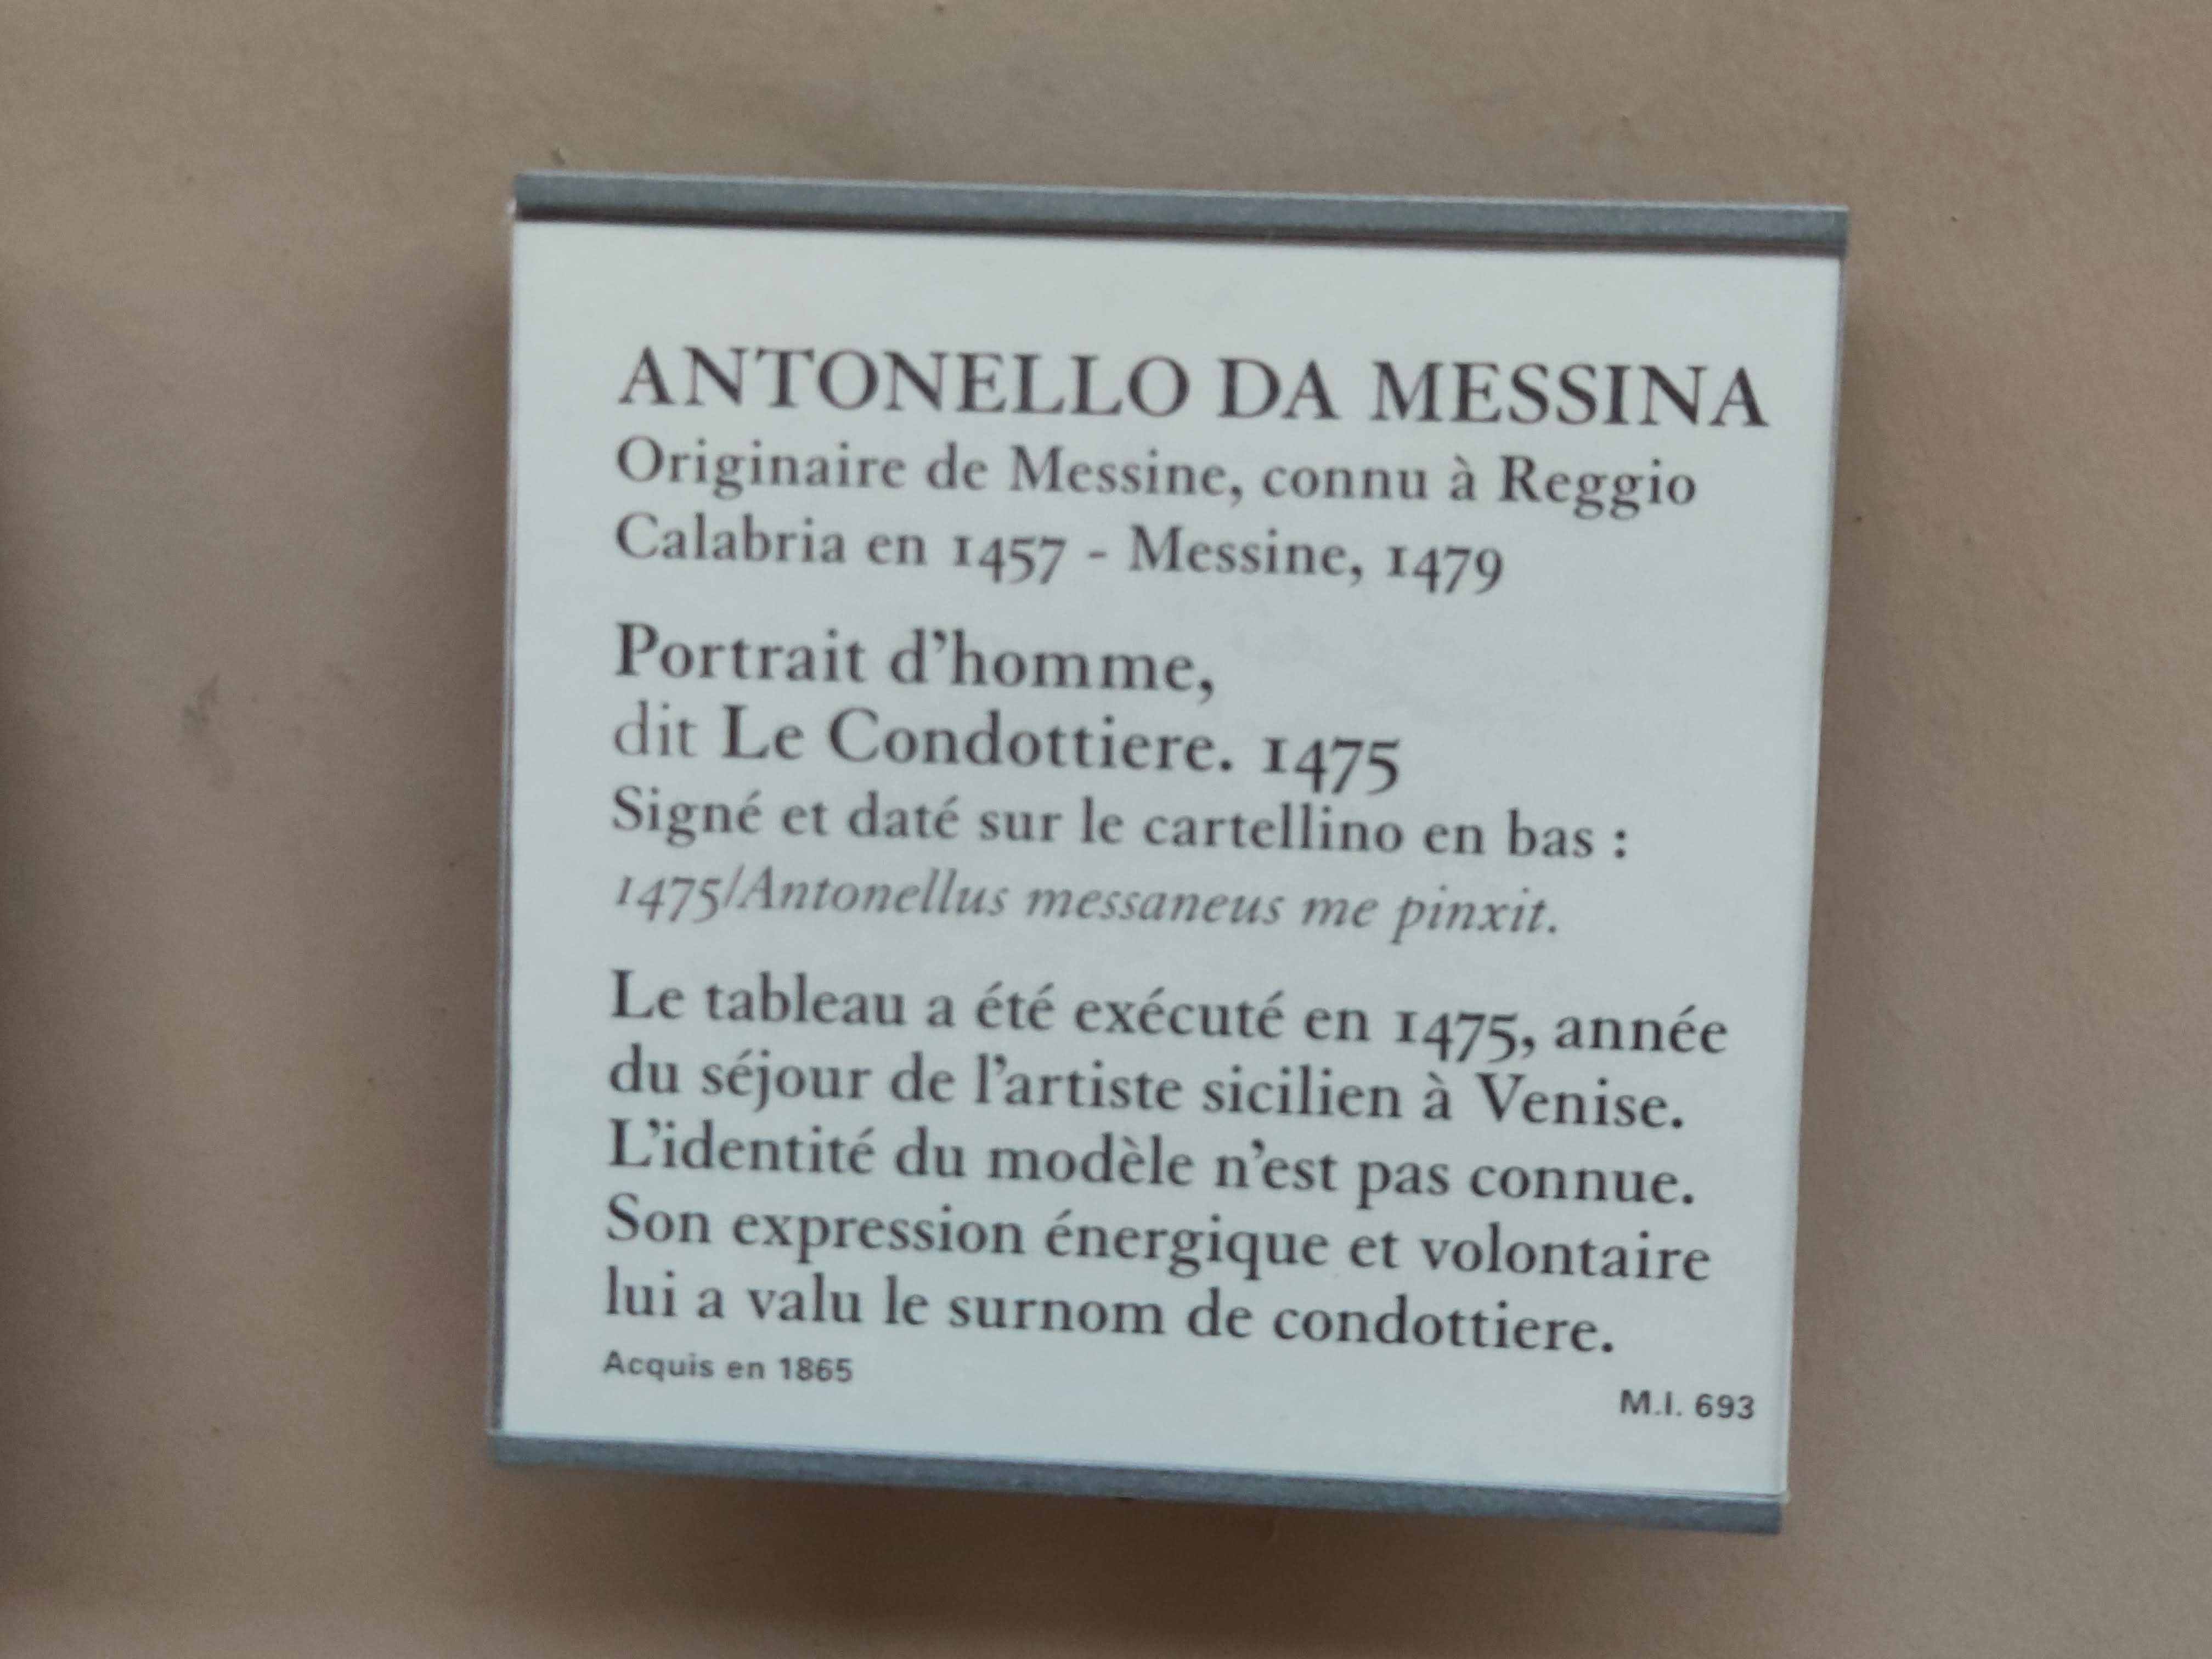 ANTONELLO DA MESSINA
Originaire de Messine, connu à Reggio
Calabria en 1457 - Messine, 1479
Portrait d'homme,
dit Le Condottiere. 1475
Signé et daté sur le cartellino en bas :
1475/Antonellus messaneus me pinxit.
Le tableau a été exécuté en 1475, année
du séjour de l'artiste sicilien à Venise.
L'identité du modèle n'est pas connue.
Son expression énergique et volontaire
lui a valu le surnom de condottiere.
Acquis en 1865
M.I. 693